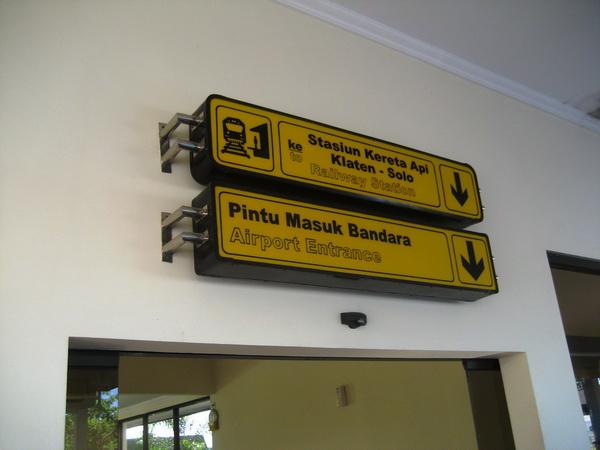 ke Stasiun Kereta Api
Klaten - Solo
to Railway Station
Pintu Masuk Bandara
Airport Entrance